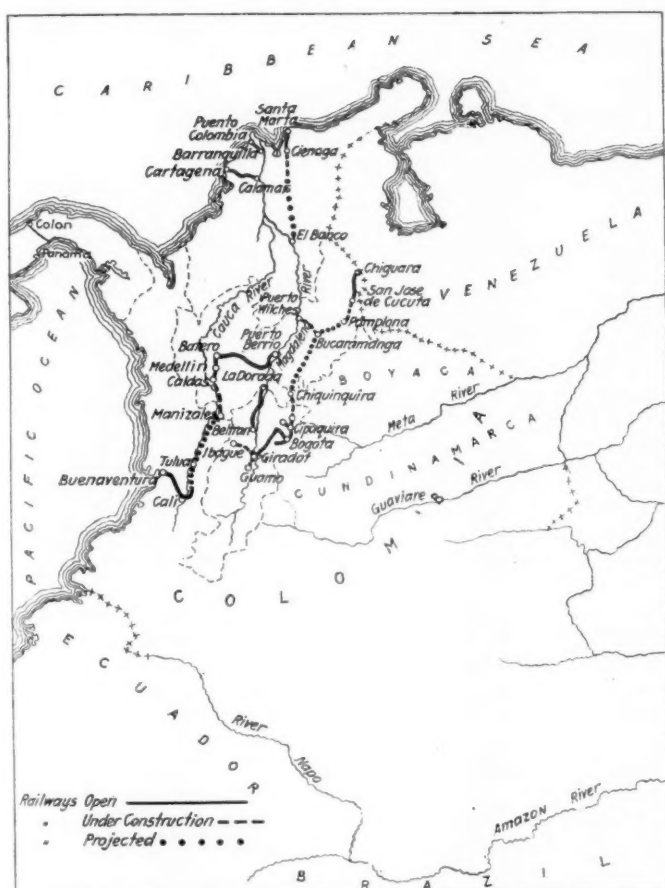 CARIBBEAN SEA
Santa
Marta
Puento
Colombia
Barranquilla
Cienaga
Cartagena
Calamar
Colon
Panama
El Banco
VENEZUELA
Chiguara
San Jose
de Cucuta
Cauca River
River
Magdalena
Puerto
Wilches
Pamplona
Bucaramanga
Puerto
Berrio
Medellin
Caldas
La Dorada
BOYACA
Chiquinquira
Meta River
Manizales
Beltran
Cipaquira
Bogota
Ibague
Giradot
Guamo
CUNDINAMARCA
Guaviare River
Tulua
Buenaventura
Cali
PACIFIC OCEAN
COLOMBIA
ECUADOR
River Napo
Railways Open
" Under Construction
" Projected
Amazon River
BRAZIL